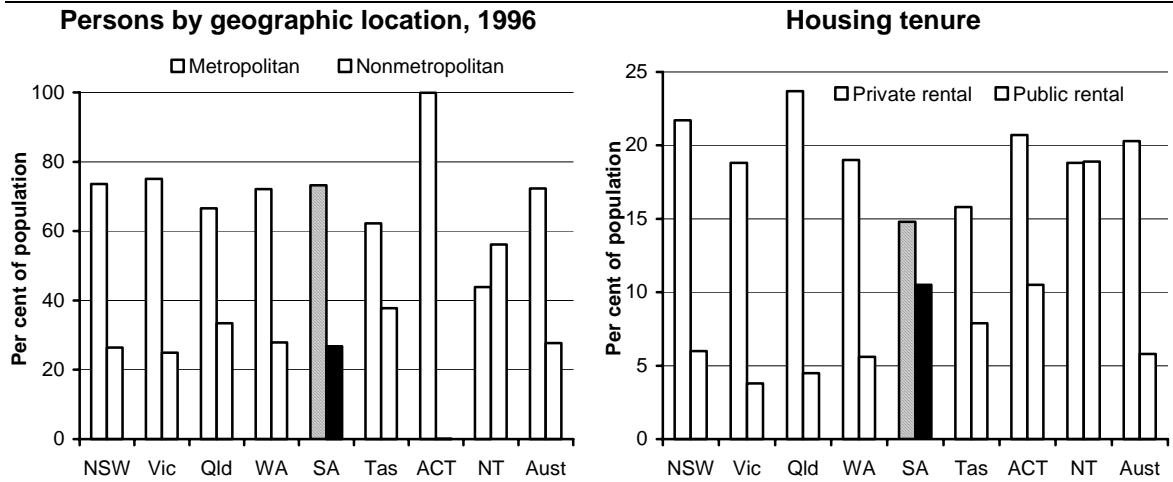 Persons by geographic location, 1996
Metropolitan Nonmetropolitan
Per cent of population
100
80
60
40
20
0
NSW Vic Qld WA SA Tas ACT NT Aust
Housing tenure
Private rental Public rental
Per cent of population
25
20
15
10
5
0
NSW Vic Qld WA SA Tas ACT NT Aust